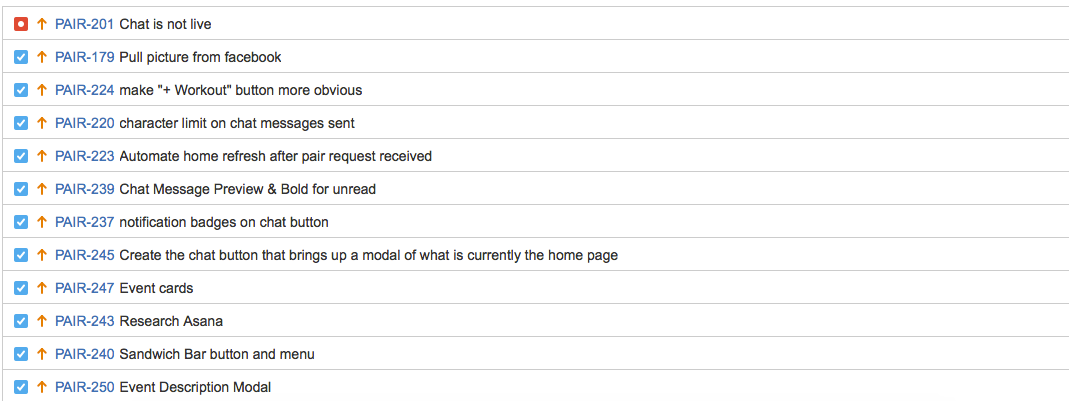 PAIR-201 Chat is not live
PAIR-179 Pull picture from facebook
PAIR-224 make "+ Workout" button more obvious
PAIR-220 character limit on chat messages sent
PAIR-223 Automate home refresh after pair request received
PAIR-239 Chat Message Preview & Bold for unread
PAIR-237 notification badges on chat button
PAIR-245 Create the chat button that brings up a modal of what is currently the home page
PAIR-247 Event cards
PAIR-243 Research Asana
PAIR-240 Sandwich Bar button and menu
PAIR-250 Event Description Modal